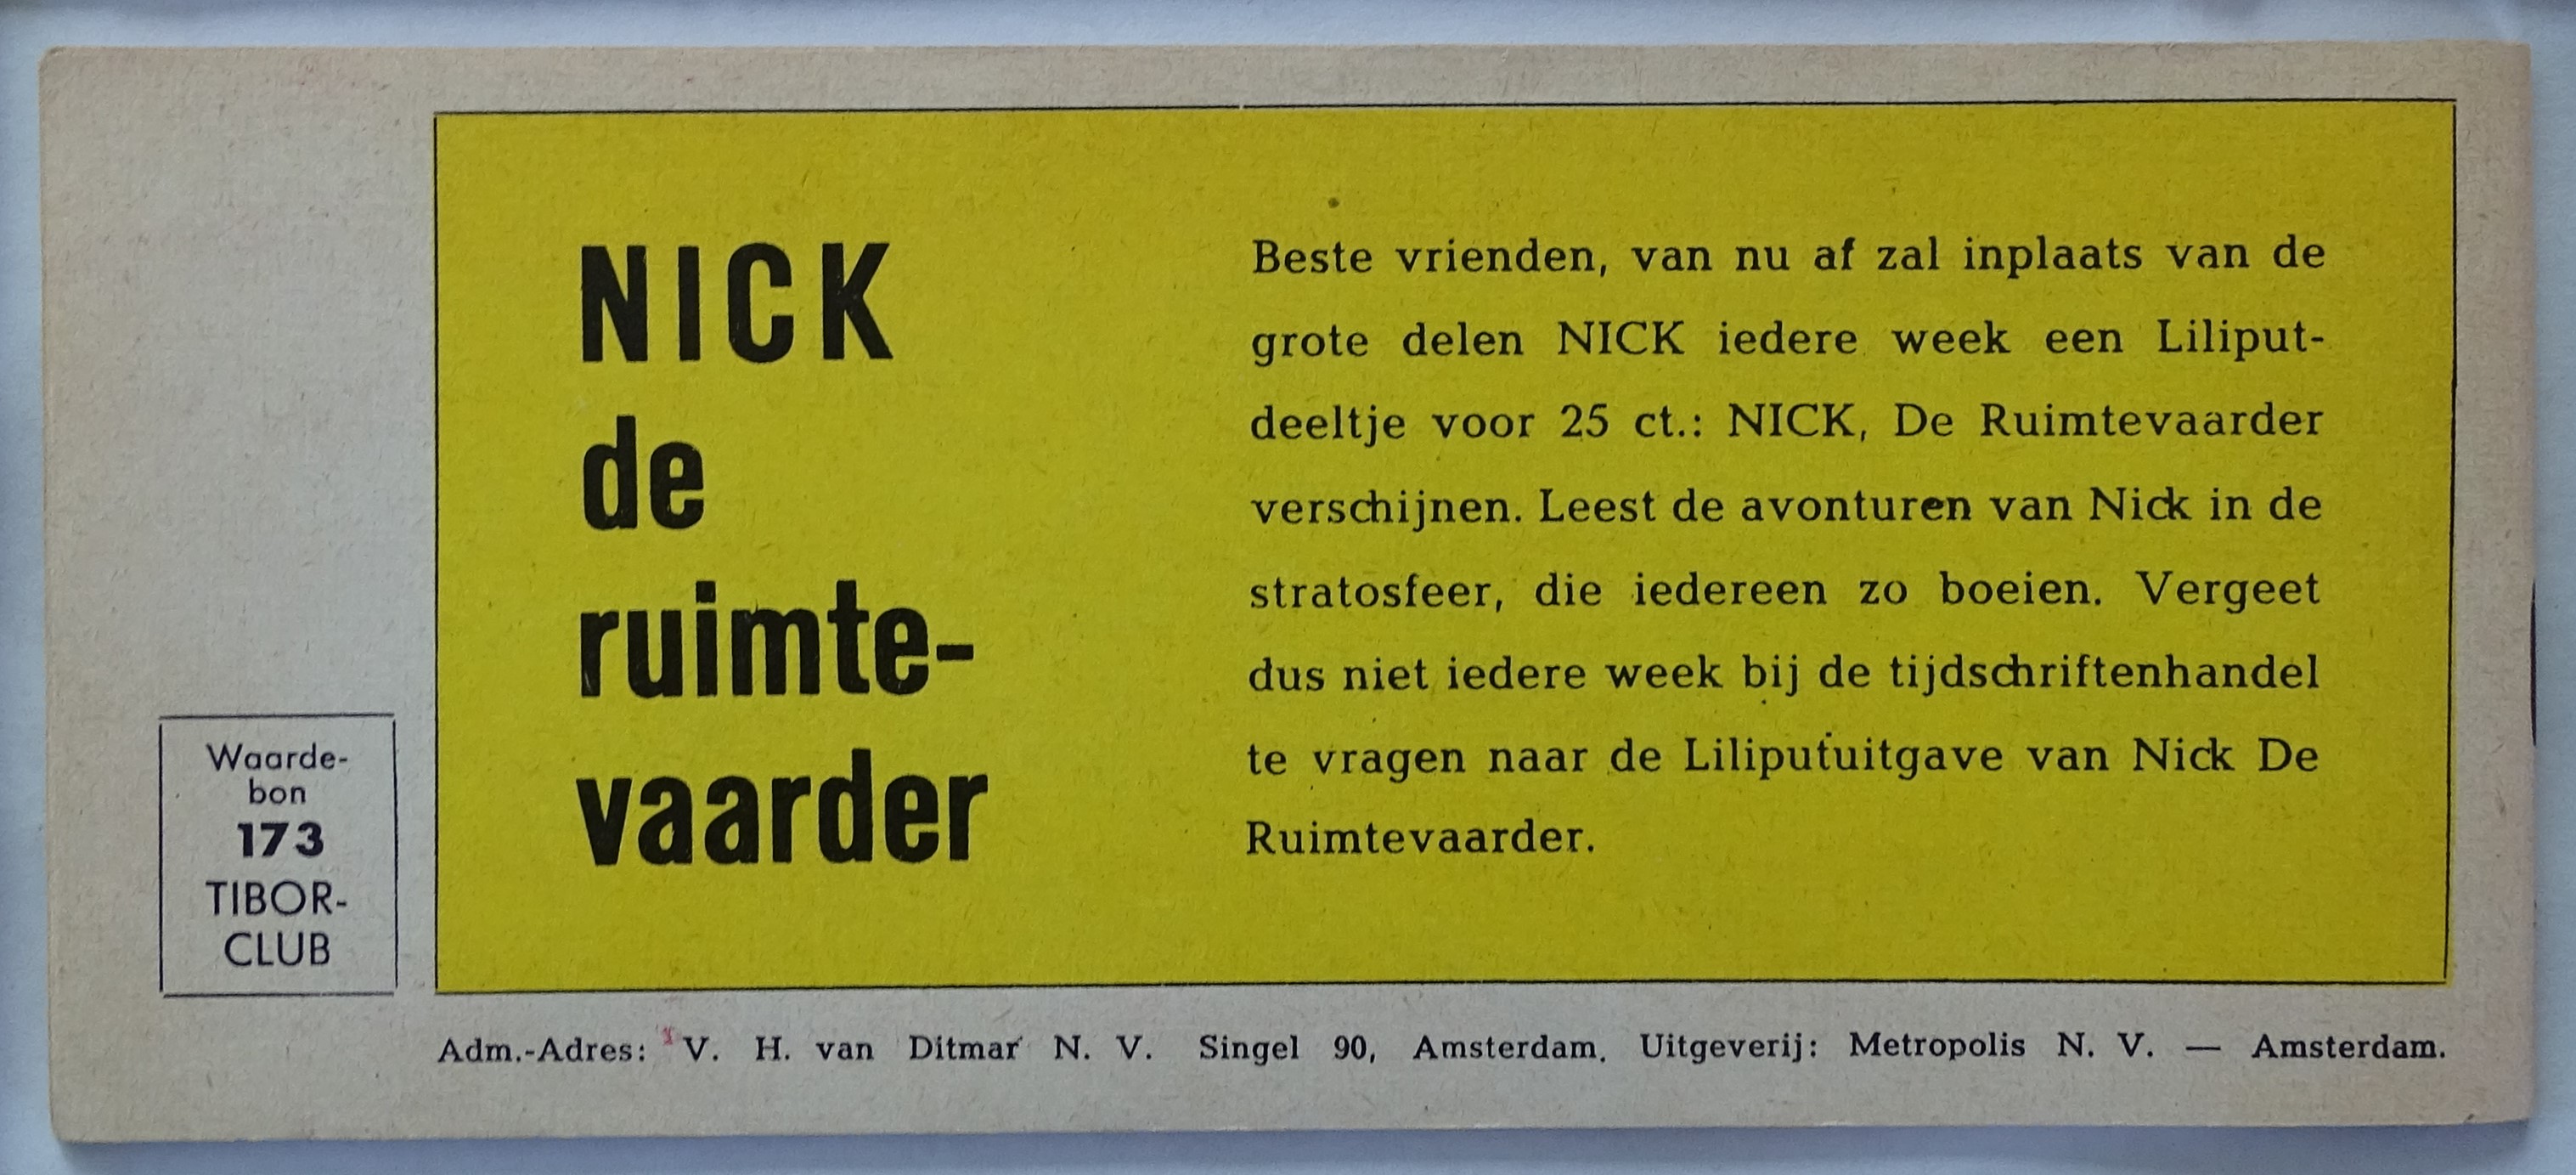 NICK
de
ruimte-
vaarder
Beste vrienden, van nu af zal inplaats van de
grote delen NICK iedere week een Liliput-
deeltje voor 25 ct.: NICK, De Ruimtevaarder
verschijnen. Leest de avonturen van Nick in de
stratosfeer, die iedereen zo boeien. Vergeet
dus niet iedere week bij de tijdschriftenhandel
te vragen naar de Liliputuitgave van Nick De
Ruimtevaarder.
Waarde-
bon
173
TIBOR-
CLUB
Adm.-Adres: V. H. van Ditmar N. V. Singel 90, Amsterdam. Uitgeverij: Metropolis N. V. — Amsterdam.